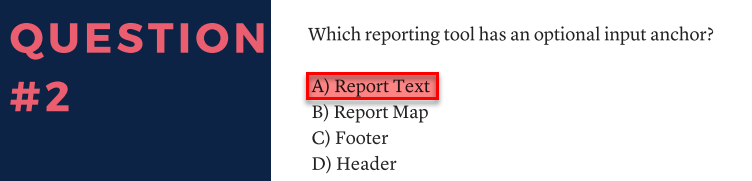 QUESTION
#2
Which reporting tool has an optional input anchor?
A) Report Text
B) Report Map
C) Footer
D) Header